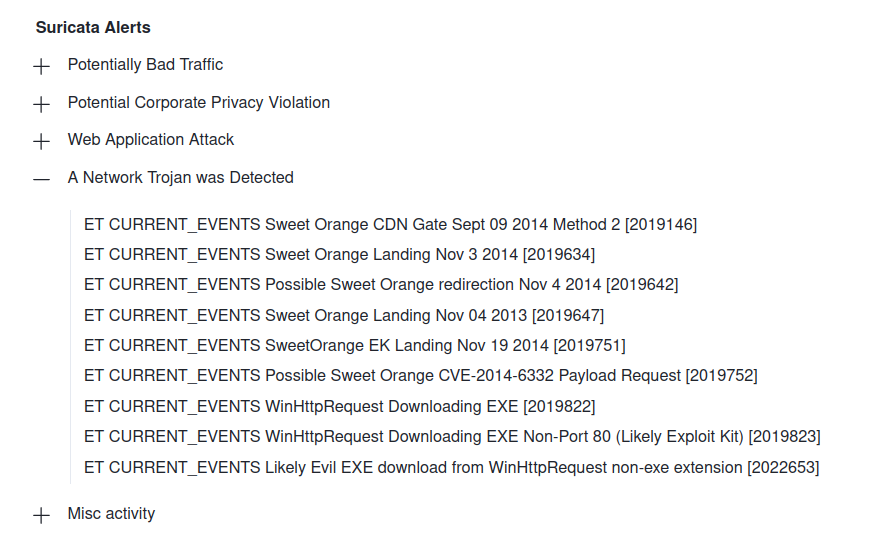 Suricata Alerts
Potentially Bad Traffic
Potential Corporate Privacy Violation
Web Application Attack
A Network Trojan was Detected
ET CURRENT_EVENTS Sweet Orange CDN Gate Sept 09 2014 Method 2 [2019146]
ET CURRENT_EVENTS Sweet Orange Landing Nov 3 2014 [2019634]
ET CURRENT_EVENTS Possible Sweet Orange redirection Nov 4 2014 [2019642]
ET CURRENT_EVENTS Sweet Orange Landing Nov 04 2013 [2019647]
ET CURRENT_EVENTS SweetOrange EK Landing Nov 19 2014 [2019751]
ET CURRENT_EVENTS Possible Sweet Orange CVE-2014-6332 Payload Request [2019752]
ET CURRENT_EVENTS WinHttpRequest Downloading EXE [2019822]
ET CURRENT_EVENTS WinHttpRequest Downloading EXE Non-Port 80 (Likely Exploit Kit) [2019823]
ET CURRENT_EVENTS Likely Evil EXE download from WinHttpRequest non-exe extension [2022653]
Misc activity